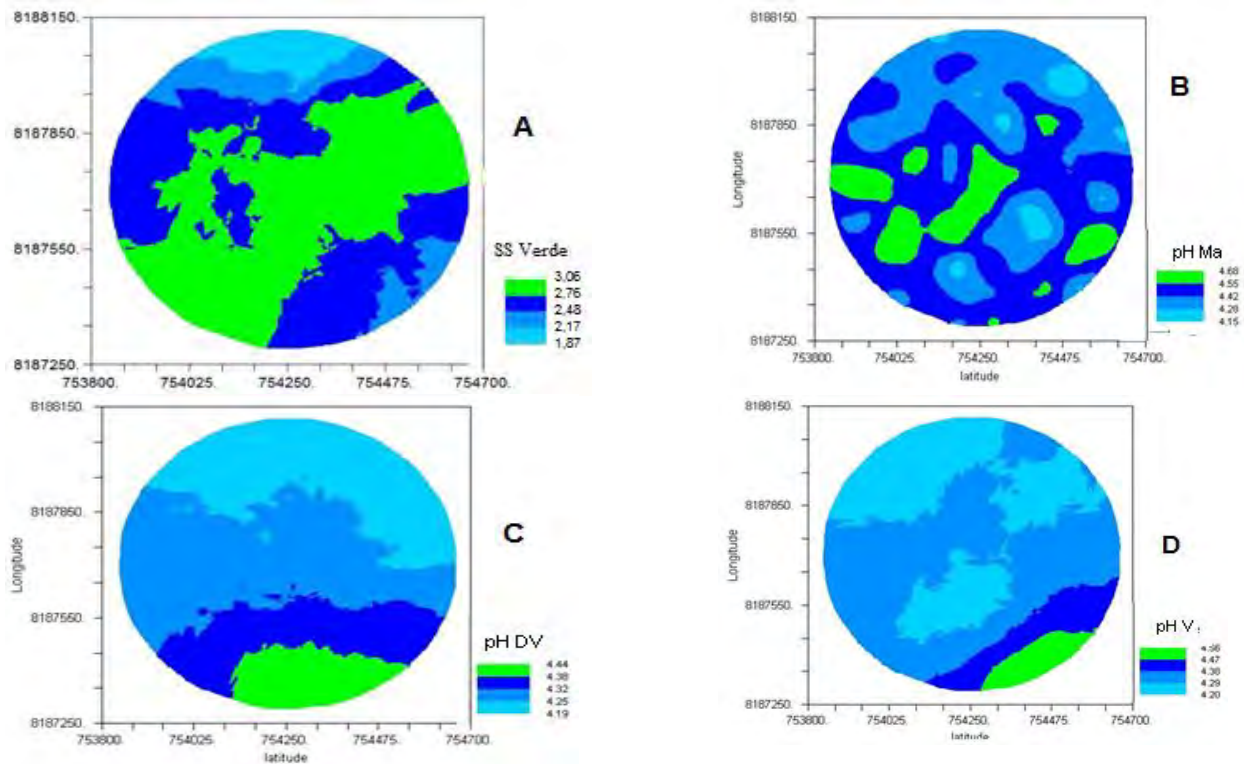 8188150.
8187850.
8187550.
8187250.
753800. 754025. 754250. 754475. 754700.
A
SS Verde
3,06
2,76
2,48
2,17
1,87
8188150.
8187850.
8187550.
8187250.
Longitude
753800. 754025. 754250. 754475. 754700.
latitude
B
pH Ma
4.68
4.55
4.42
4.28
4.15
8188150.
8187850.
8187550.
8187250.
Longitude
753800. 754025. 754250. 754475. 754700.
latitude
C
pH DV
4.44
4.38
4.32
4.25
4.19
8188150.
8187850.
8187550.
8187250.
Longitude
753800. 754025. 754250. 754475. 754700.
latitude
D
pH V
4.56
4.47
4.38
4.29
4.20